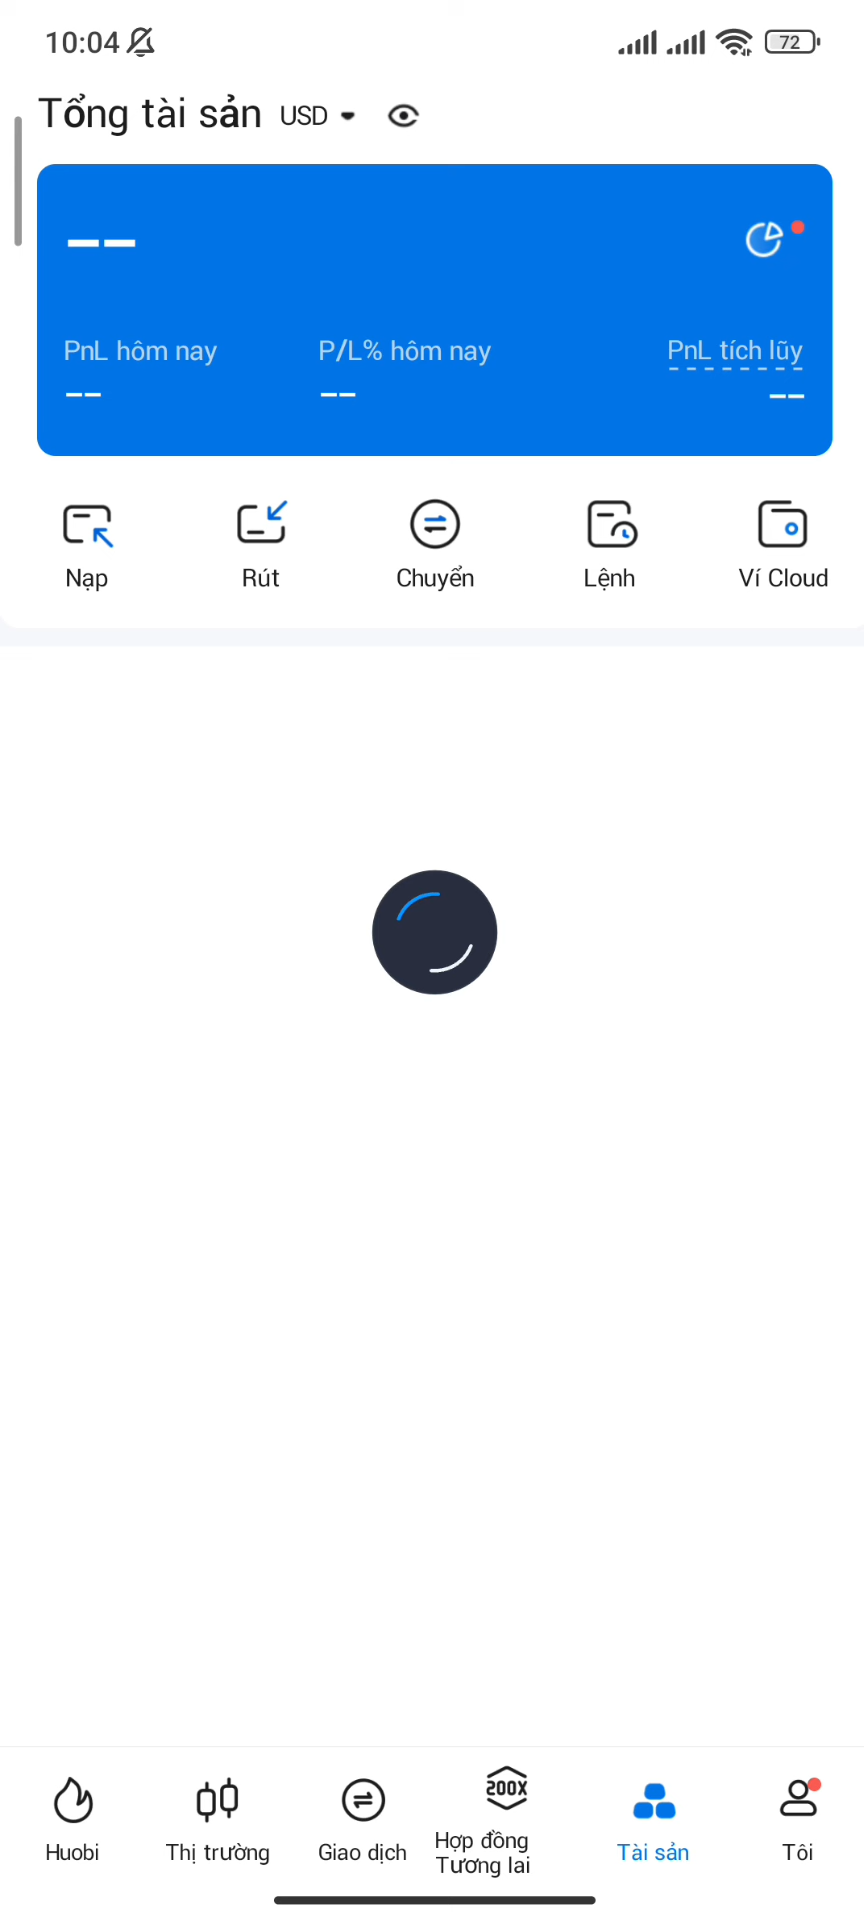 10:04
72
Tổng tài sản USD
--
PnL hôm nay P/L% hôm nay PnL tích lũy
-- -- --
Nạp Rút Chuyển Lệnh Ví Cloud
200X
Huobi Thị trường Giao dịch Hợp đồng Tương lai Tài sản Tôi